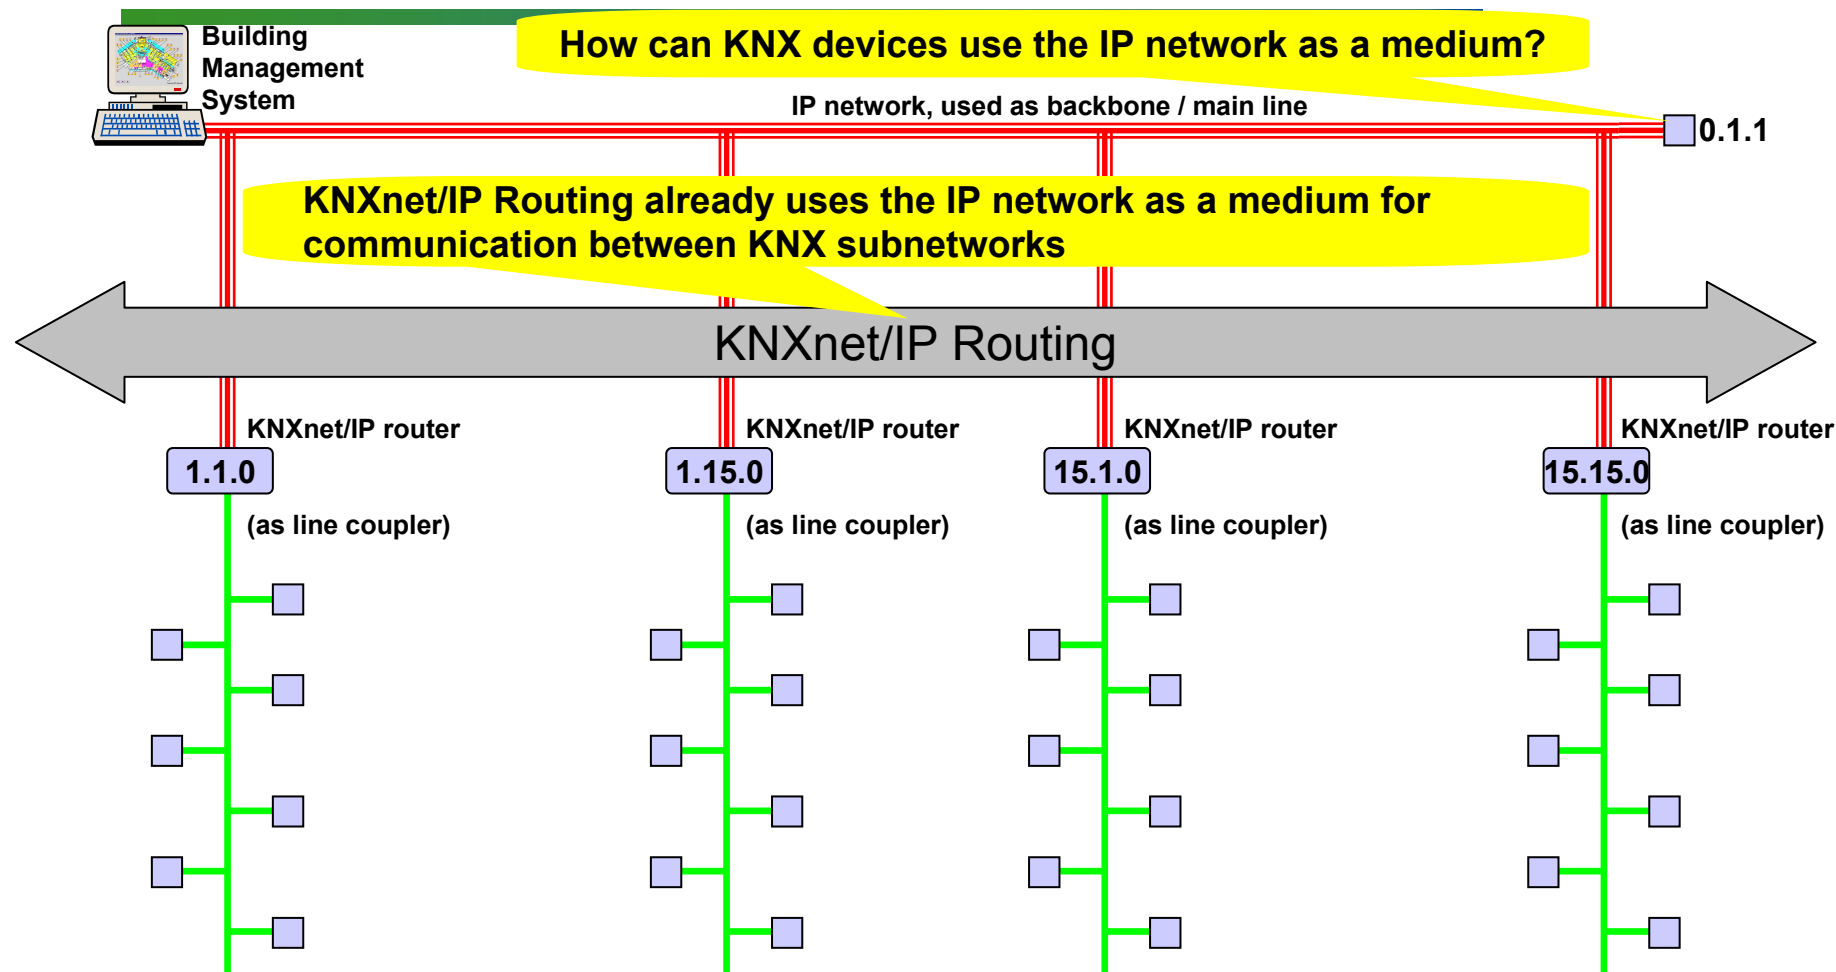 Building
Management
System
How can KNX devices use the IP network as a medium?
IP network, used as backbone / main line
0.1.1
KNXnet/IP Routing already uses the IP network as a medium for
communication between KNX subnetworks
KNXnet/IP Routing
KNXnet/IP router
KNXnet/IP router
KNXnet/IP router
KNXnet/IP router
1.1.0
1.15.0
15.1.0
15.15.0
(as line coupler)
(as line coupler)
(as line coupler)
(as line coupler)